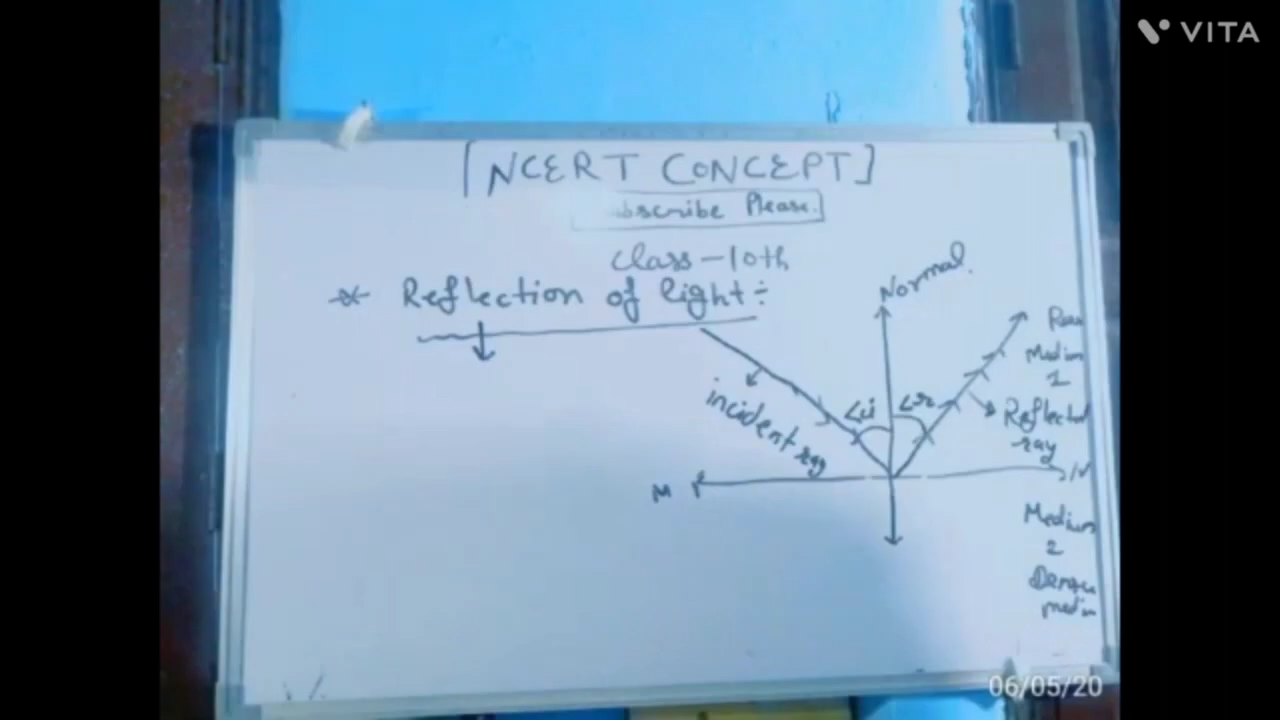 VITA
[NCERT CONCEPT]
bscribe Please.
Class-10th
* Reflection of light:-
Normal.
Medium
1
incident ray
<i <r
Reflected
ray
M N
Medium
2
06/05/20